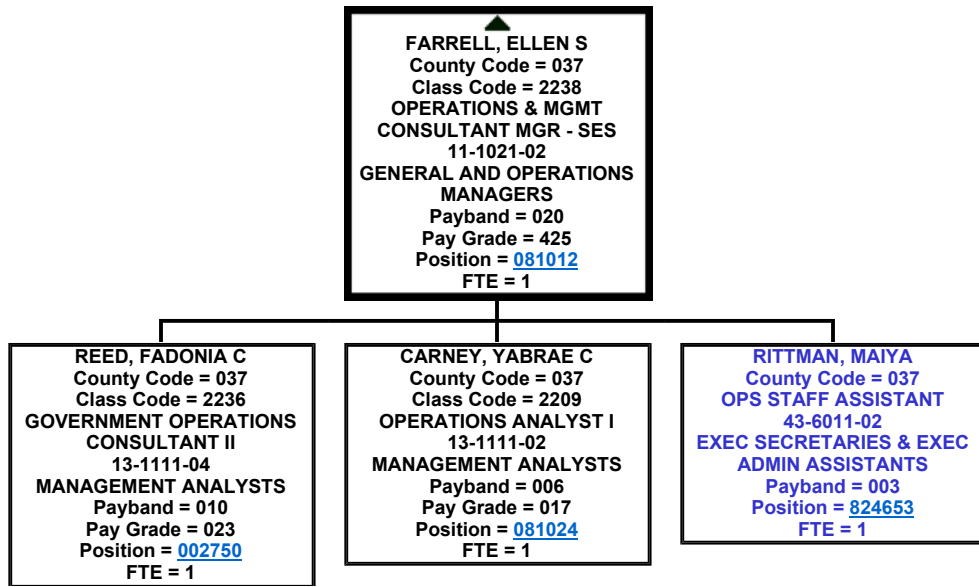 FARRELL, ELLEN S
County Code = 037
Class Code = 2238
OPERATIONS & MGMT
CONSULTANT MGR - SES
11-1021-02
GENERAL AND OPERATIONS
MANAGERS
Payband = 020
Pay Grade = 425
Position = 081012
FTE = 1
REED, FADONIA C
County Code = 037
Class Code = 2236
GOVERNMENT OPERATIONS
CONSULTANT II
13-1111-04
MANAGEMENT ANALYSTS
Payband = 010
Pay Grade = 023
Position = 002750
FTE = 1
CARNEY, YABRAE C
County Code = 037
Class Code = 2209
OPERATIONS ANALYST I
13-1111-02
MANAGEMENT ANALYSTS
Payband = 006
Pay Grade = 017
Position = 081024
FTE = 1
RITTMAN, MAIYA
County Code = 037
OPS STAFF ASSISTANT
43-6011-02
EXEC SECRETARIES & EXEC
ADMIN ASSISTANTS
Payband = 003
Position = 824653
FTE = 1